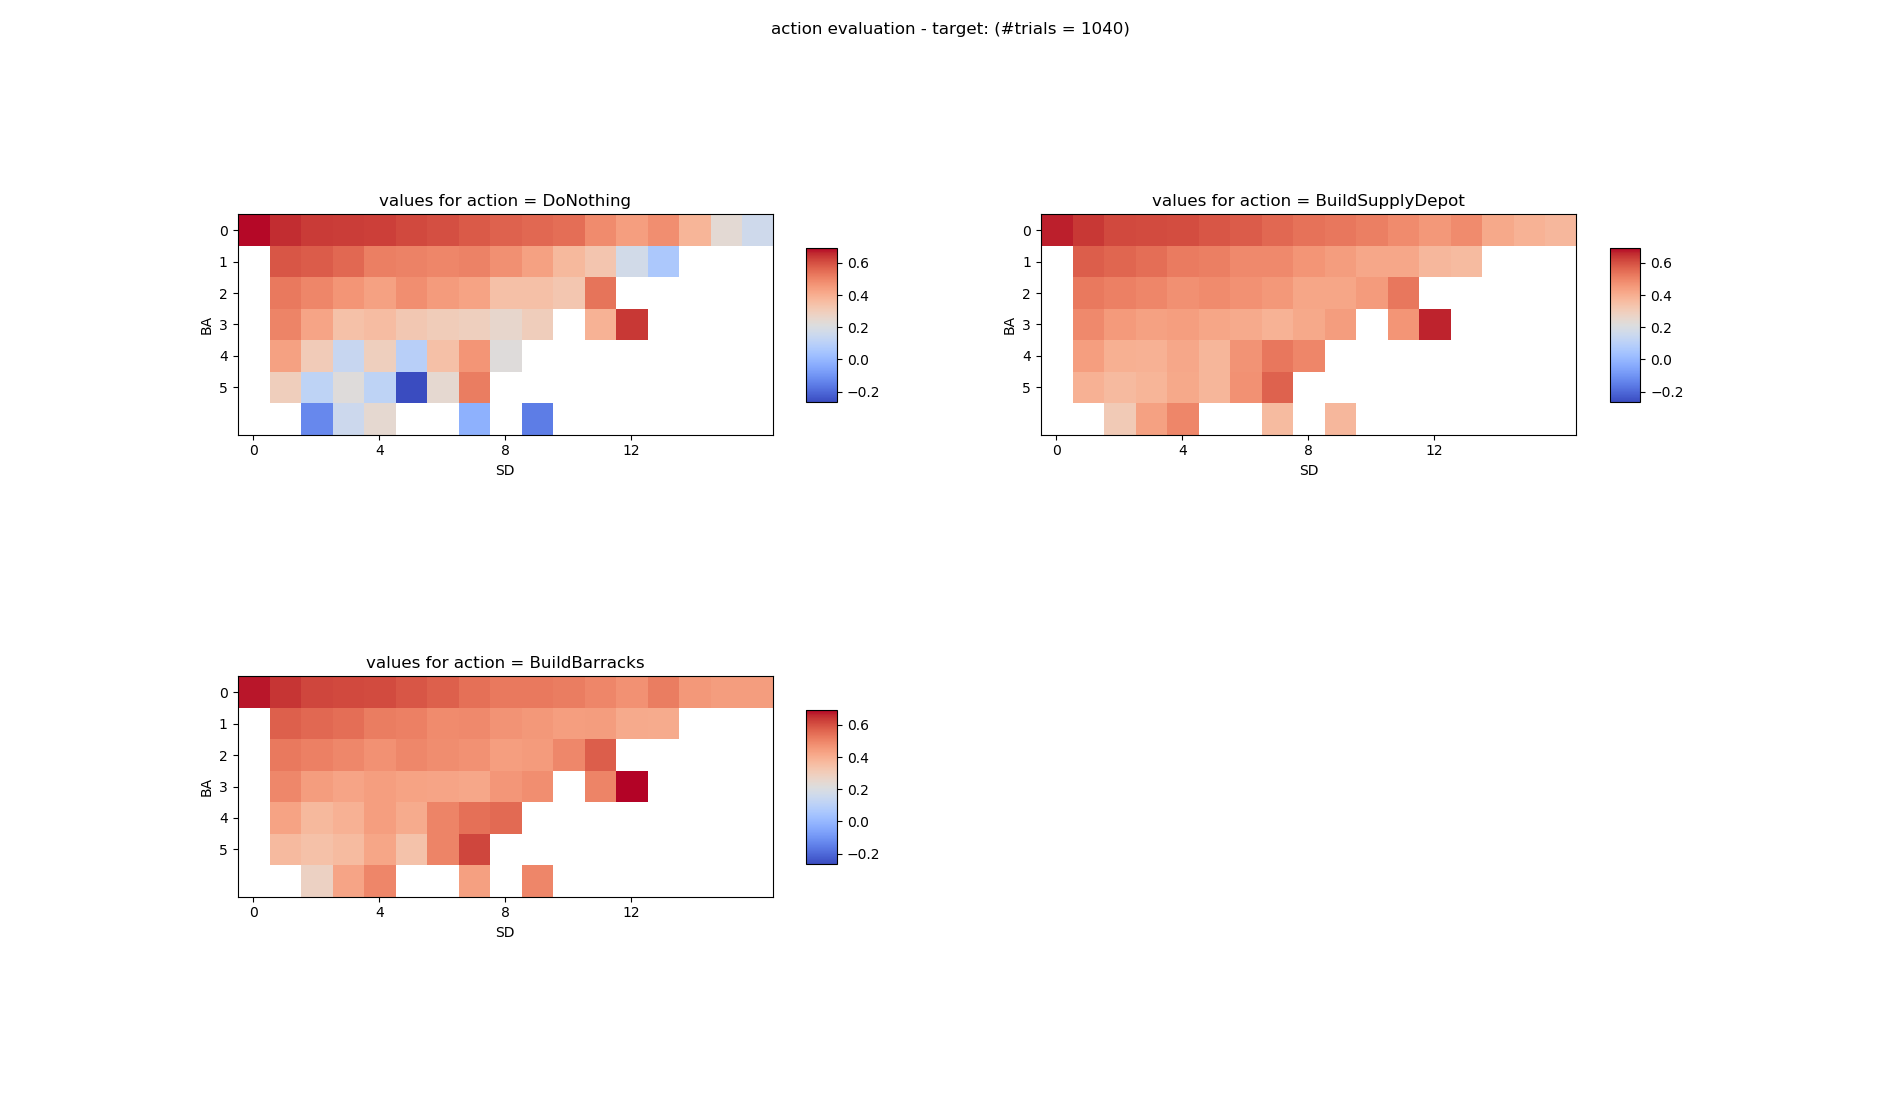 action evaluation - target: (#trials = 1040)
values for action = DoNothing
BA
0
1
2
3
4
5
0 4 8 12
SD
0.6
0.4
0.2
0.0
−0.2
values for action = BuildSupplyDepot
BA
0
1
2
3
4
5
0 4 8 12
SD
0.6
0.4
0.2
0.0
−0.2
values for action = BuildBarracks
BA
0
1
2
3
4
5
0 4 8 12
SD
0.6
0.4
0.2
0.0
−0.2